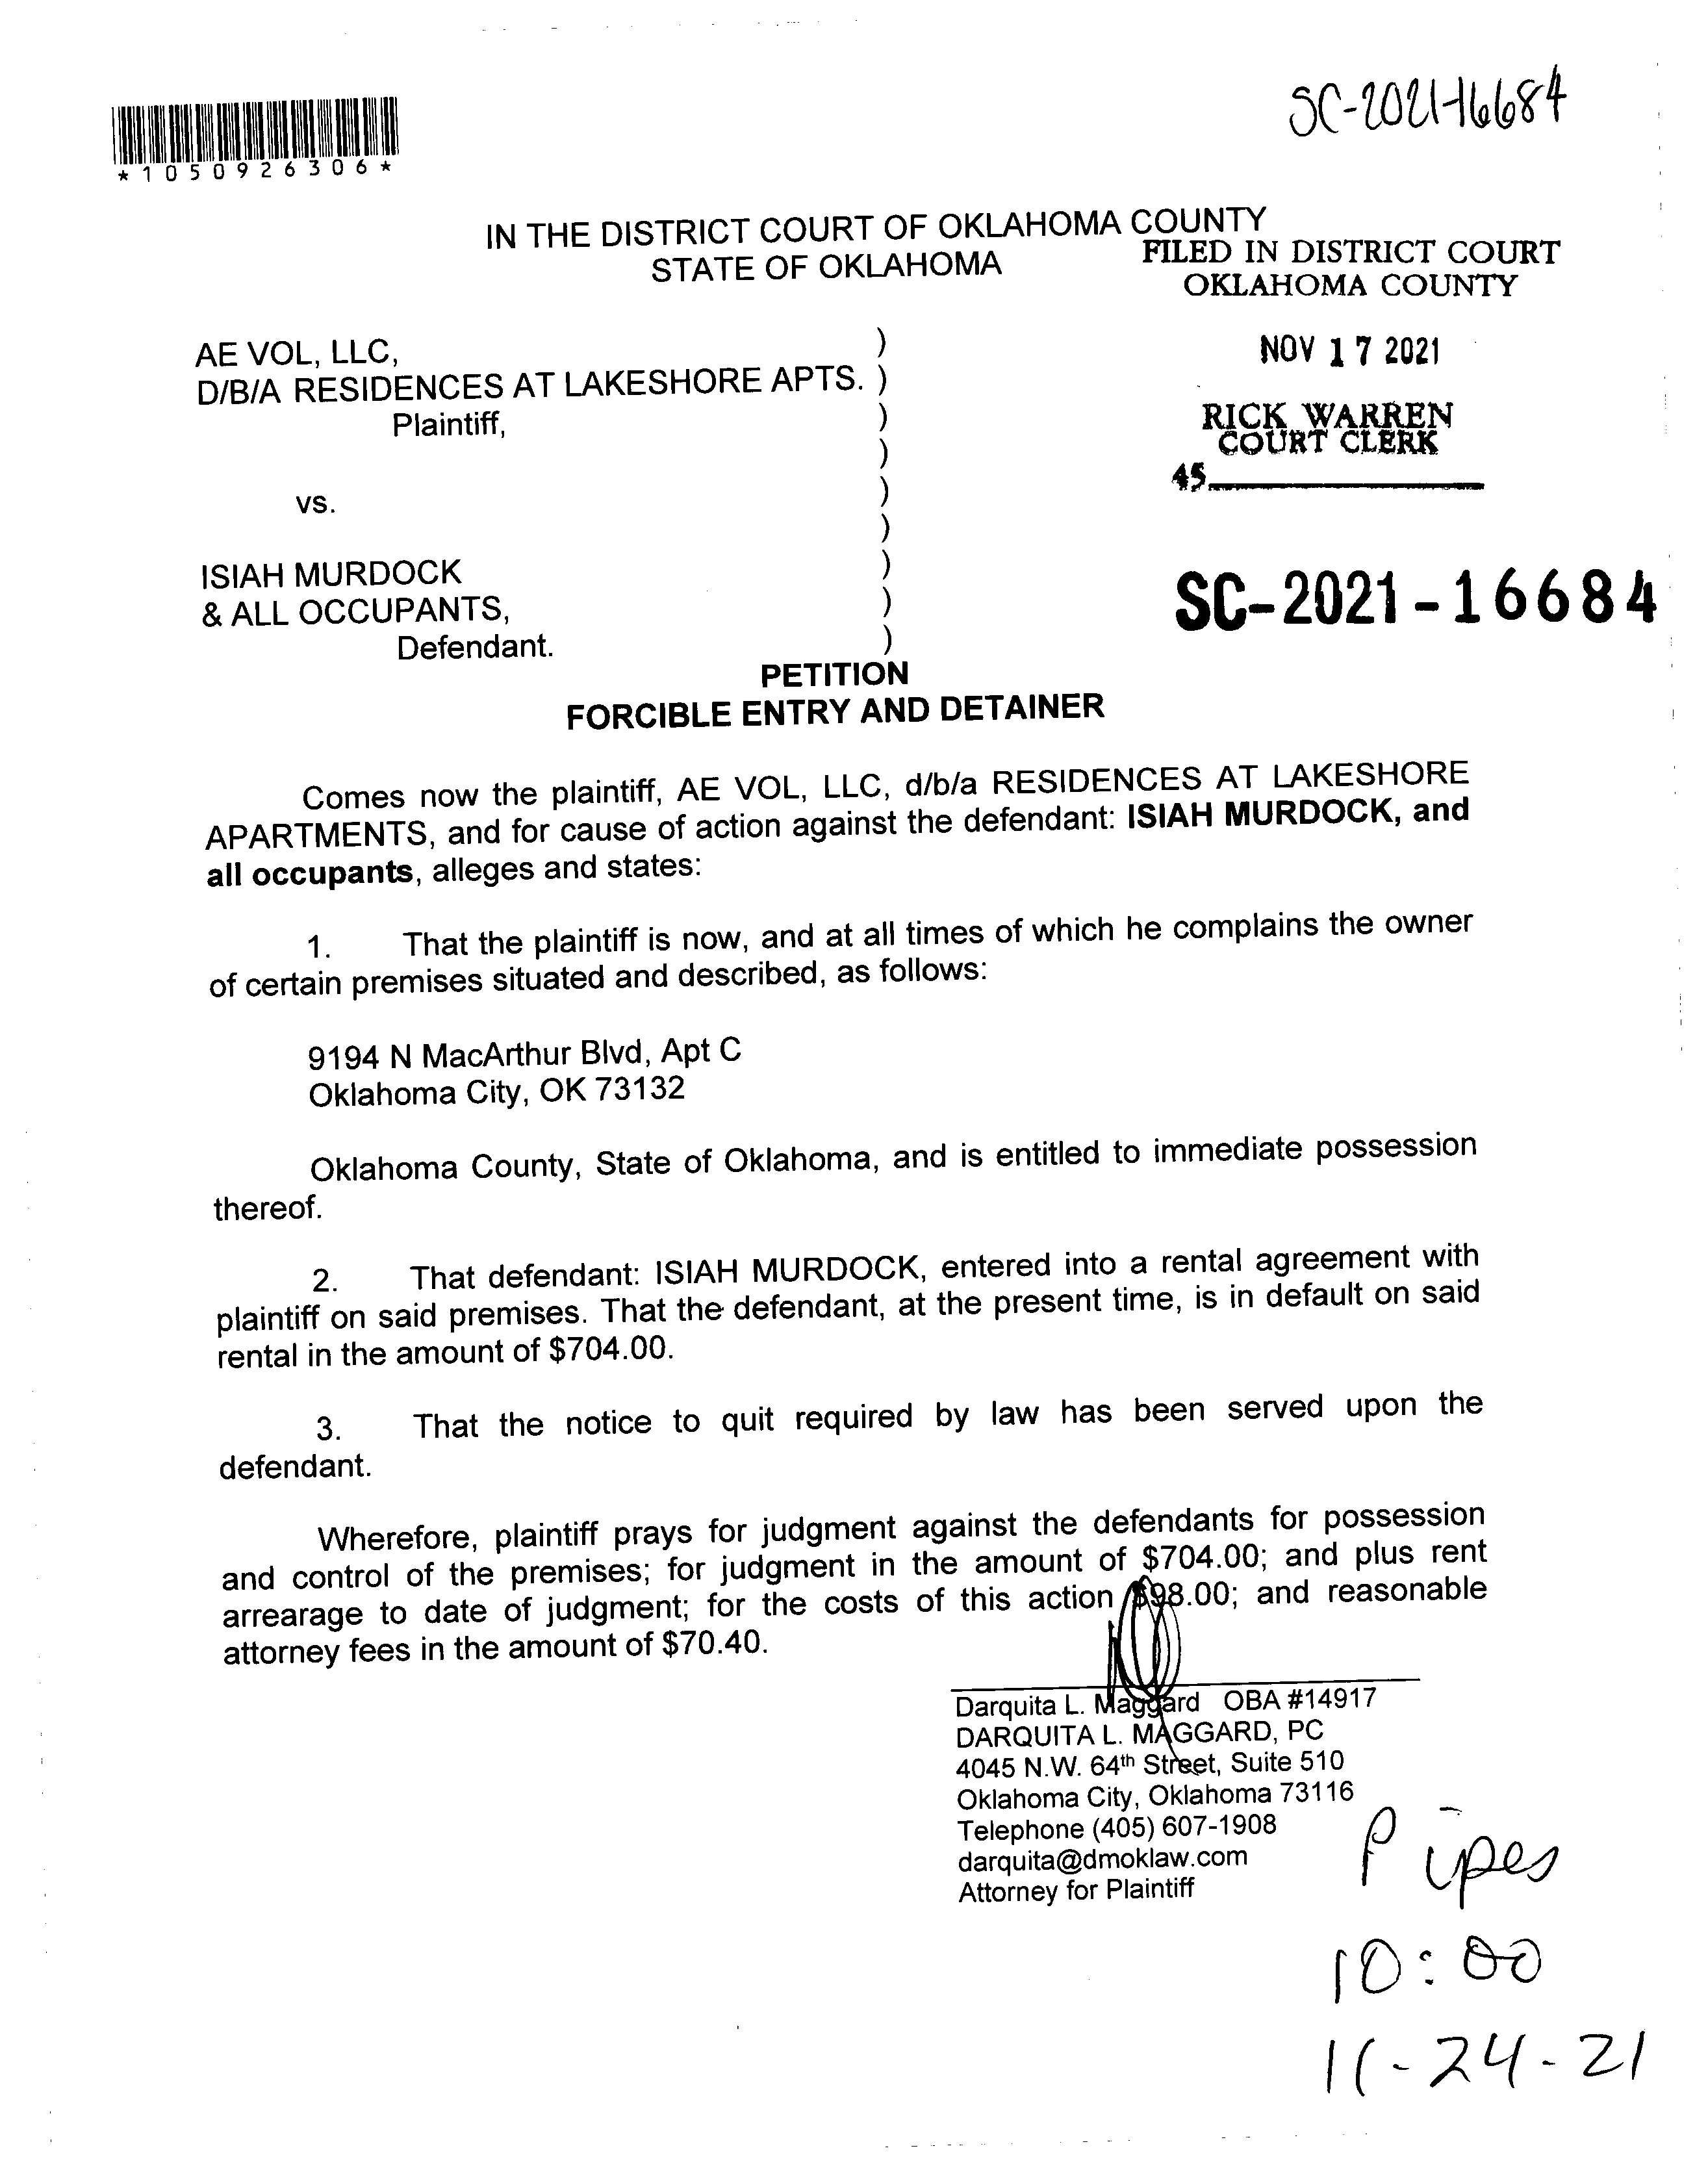 SC-2021-16684
*1050926306*
IN THE DISTRICT COURT OF OKLAHOMA COUNTY
STATE OF OKLAHOMA
FILED IN DISTRICT COURT
OKLAHOMA COUNTY
NOV 17 2021
RICK WARREN
COURT CLERK
45
AE VOL, LLC, )
D/B/A RESIDENCES AT LAKESHORE APTS. )
Plaintiff, )
)
vs. )
)
ISIAH MURDOCK )
& ALL OCCUPANTS, )
Defendant. )
SC-2021-16684
PETITION
FORCIBLE ENTRY AND DETAINER
Comes now the plaintiff, AE VOL, LLC, d/b/a RESIDENCES AT LAKESHORE
APARTMENTS, and for cause of action against the defendant: ISIAH MURDOCK, and
all occupants, alleges and states:
1. That the plaintiff is now, and at all times of which he complains the owner
of certain premises situated and described, as follows:
9194 N MacArthur Blvd, Apt C
Oklahoma City, OK 73132
Oklahoma County, State of Oklahoma, and is entitled to immediate possession
thereof.
2. That defendant: ISIAH MURDOCK, entered into a rental agreement with
plaintiff on said premises. That the defendant, at the present time, is in default on said
rental in the amount of $704.00.
3. That the notice to quit required by law has been served upon the
defendant.
Wherefore, plaintiff prays for judgment against the defendants for possession
and control of the premises; for judgment in the amount of $704.00; and plus rent
arrearage to date of judgment; for the costs of this action $98.00; and reasonable
attorney fees in the amount of $70.40.
Darquita L. Maggard OBA #14917
DARQUITA L. MAGGARD, PC
4045 N.W. 64th Street, Suite 510
Oklahoma City, Oklahoma 73116
Telephone (405) 607-1908
darquita@dmoklaw.com
Attorney for Plaintiff
Pipes
10:00
11-24-21